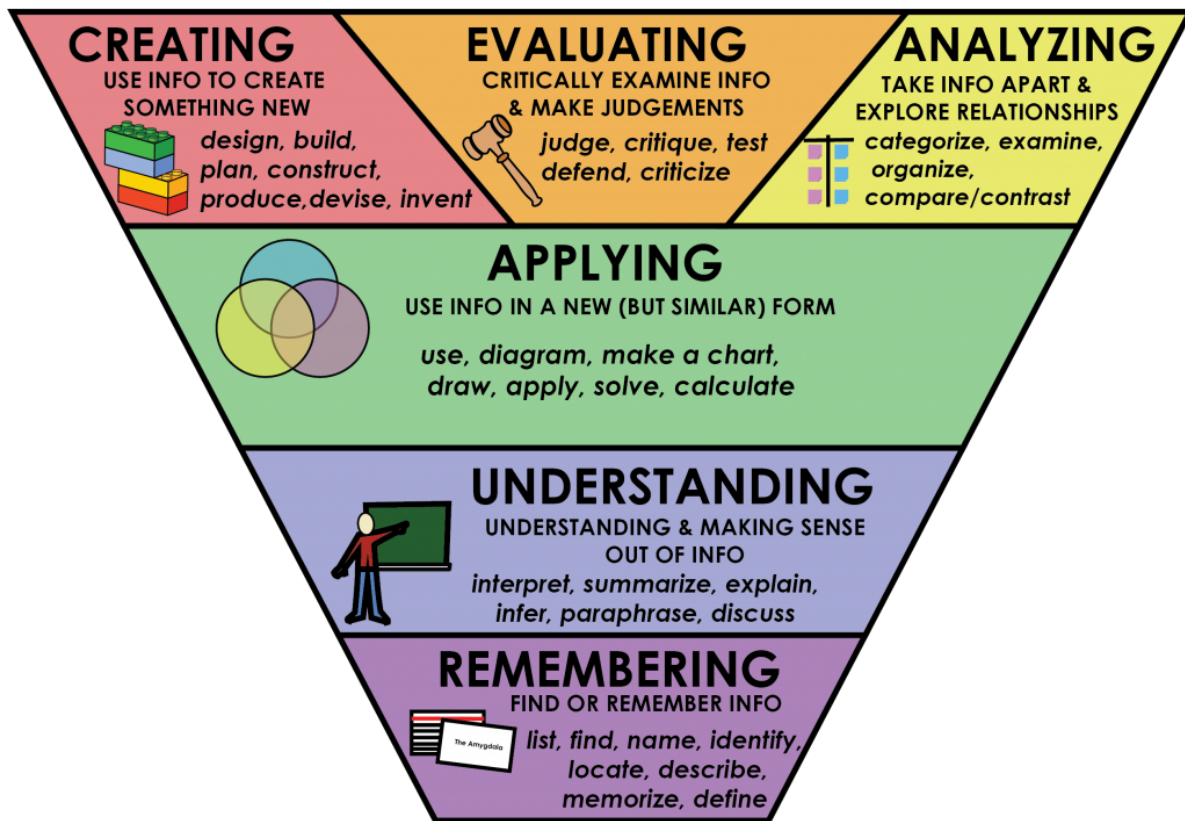 CREATING
USE INFO TO CREATE
SOMETHING NEW
design, build,
plan, construct,
produce,devise, invent
EVALUATING
CRITICALLY EXAMINE INFO
& MAKE JUDGEMENTS
judge, critique, test
defend, criticize
ANALYZING
TAKE INFO APART &
EXPLORE RELATIONSHIPS
categorize, examine,
organize,
compare/contrast
APPLYING
USE INFO IN A NEW (BUT SIMILAR) FORM
use, diagram, make a chart,
draw, apply, solve, calculate
UNDERSTANDING
UNDERSTANDING & MAKING SENSE
OUT OF INFO
interpret, summarize, explain,
infer, paraphrase, discuss
REMEMBERING
FIND OR REMEMBER INFO
The Amygdala
list, find, name, identify,
locate, describe,
memorize, define